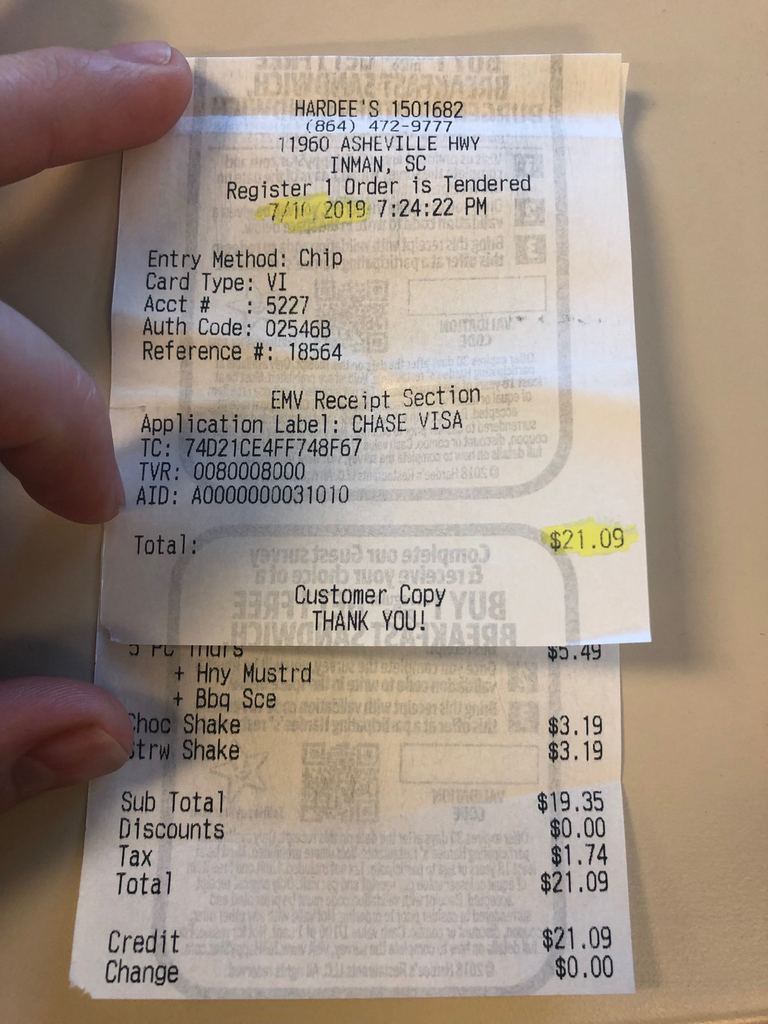 HARDEE'S 1501682
(864) 472-9777
11960 ASHEVILLE HWY
INMAN, SC
Register 1 Order is Tendered
7/10, 2019 7:24:22 PM
Entry Method: Chip
Card Type: VI
Acct # : 5227
Auth Code: 02546B
Reference #: 18564
EMV Receipt Section
Application Label: CHASE VISA
TC: 74D21CE4FF748F67
TVR: 0080008000
AID: A0000000031010
Total: $21.09
Customer Copy
THANK YOU!
5 Pc $5.49
+ Hny Mustrd
+ Bbq Sce
Choc Shake $3.19
Strw Shake $3.19
Sub Total $19.35
Discounts $0.00
Tax $1.74
Total $21.09
Credit $21.09
Change $0.00